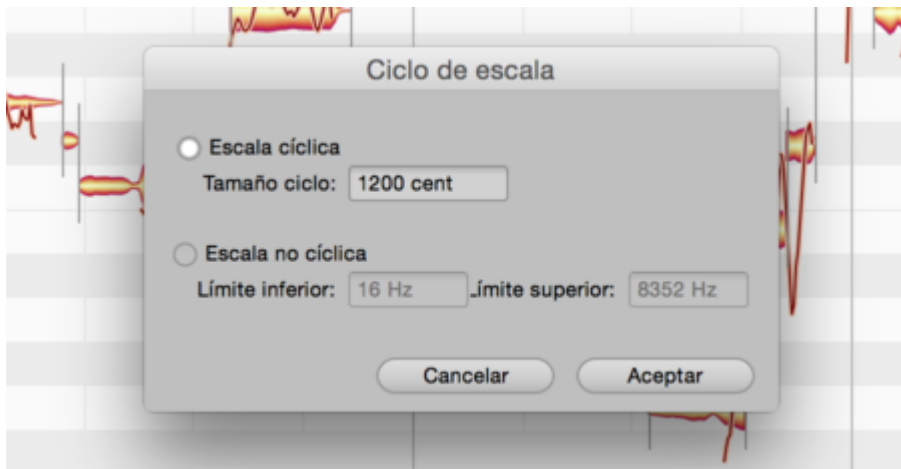 Ciclo de escala
Escala cíclica
Tamaño ciclo: 1200 cent
Escala no cíclica
Límite inferior: 16 Hz Límite superior: 8352 Hz
Cancelar Aceptar